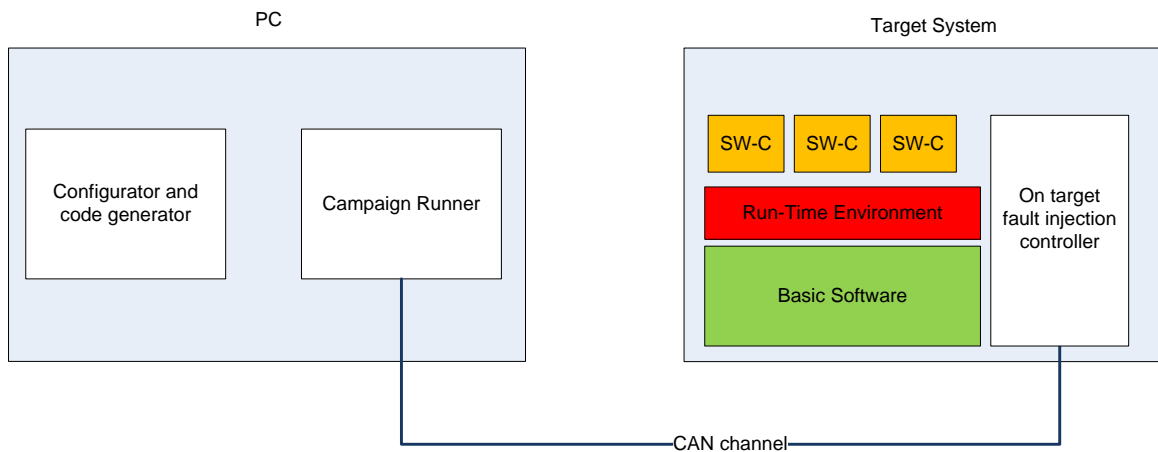 PC
Target System
Configurator and
code generator
Campaign Runner
SW-C
SW-C
SW-C
Run-Time Environment
Basic Software
On target
fault injection
controller
CAN channel